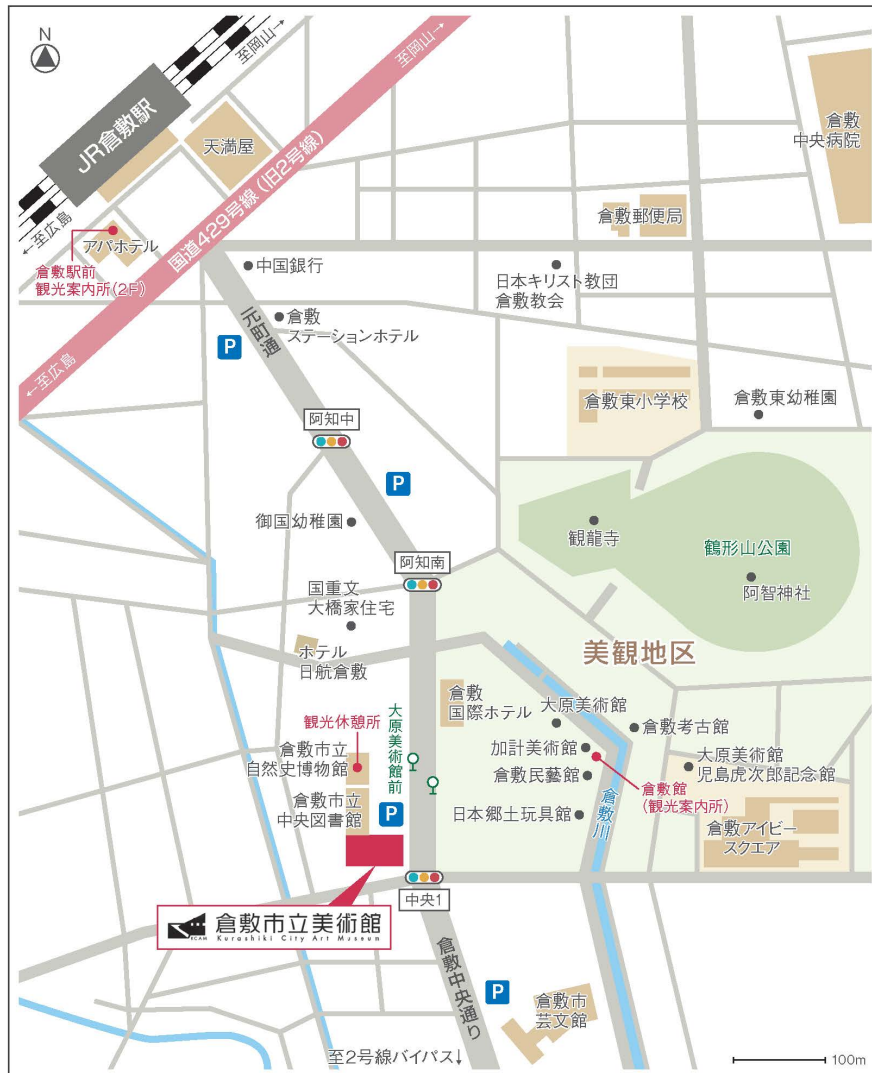 N
至岡山→
至岡山→
JR倉敷駅
天満屋
倉敷
中央病院
国道429号線（旧2号線）
←至広島
アパホテル
倉敷駅前
観光案内所(2F)
倉敷郵便局
中国銀行
日本キリスト教団
倉敷教会
元町通
倉敷
ステーションホテル
P
←至広島
倉敷東小学校
倉敷東幼稚園
阿知中
P
御国幼稚園
観龍寺
鶴形山公園
阿知南
阿智神社
国重文
大橋家住宅
美観地区
ホテル
日航倉敷
倉敷
国際ホテル
大原美術館
観光休憩所
大原美術館前
倉敷考古館
倉敷市立
自然史博物館
加計美術館
大原美術館
児島虎次郎記念館
倉敷民藝館
倉敷館
(観光案内所)
倉敷川
倉敷市立
中央図書館
P
日本郷土玩具館
倉敷アイビー
スクエア
中央1
KCAM
倉敷市立美術館
Kurashiki City Art Museum
倉敷中央通り
P
倉敷市
芸文館
至2号線バイパス↓
100m